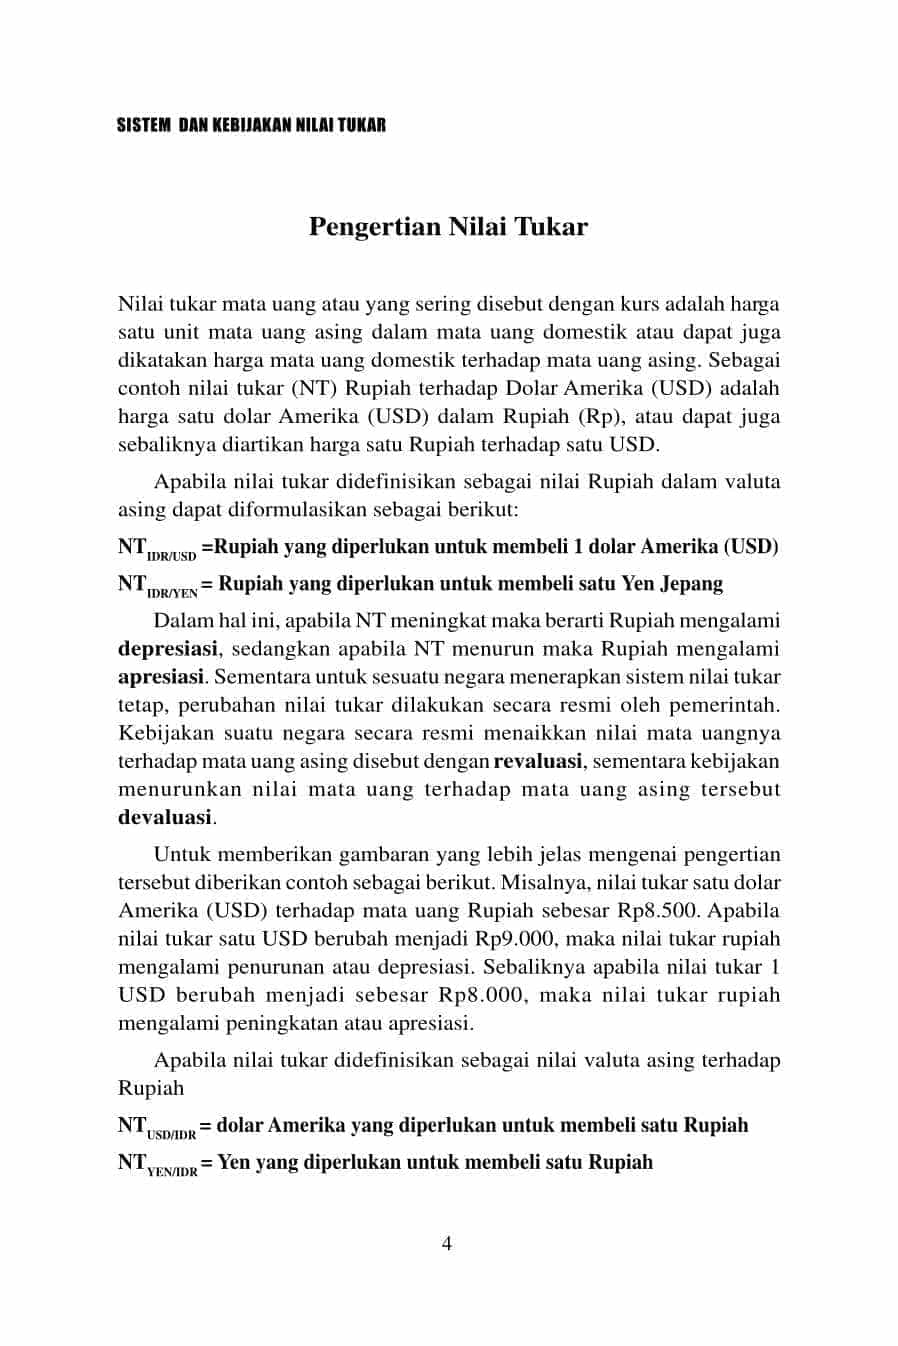 SISTEM DAN KEBIJAKAN NILAI TUKAR
Pengertian Nilai Tukar
Nilai tukar mata uang atau yang sering disebut dengan kurs adalah harga
satu unit mata uang asing dalam mata uang domestik atau dapat juga
dikatakan harga mata uang domestik terhadap mata uang asing. Sebagai
contoh nilai tukar (NT) Rupiah terhadap Dolar Amerika (USD) adalah
harga satu dolar Amerika (USD) dalam Rupiah (Rp), atau dapat juga
sebaliknya diartikan harga satu Rupiah terhadap satu USD.
Apabila nilai tukar didefinisikan sebagai nilai Rupiah dalam valuta
asing dapat diformulasikan sebagai berikut:
NT IDR/USD =Rupiah yang diperlukan untuk membeli 1 dolar Amerika (USD)
NT IDR/YEN = Rupiah yang diperlukan untuk membeli satu Yen Jepang
Dalam hal ini, apabila NT meningkat maka berarti Rupiah mengalami
depresiasi, sedangkan apabila NT menurun maka Rupiah mengalami
apresiasi. Sementara untuk sesuatu negara menerapkan sistem nilai tukar
tetap, perubahan nilai tukar dilakukan secara resmi oleh pemerintah.
Kebijakan suatu negara secara resmi menaikkan nilai mata uangnya
terhadap mata uang asing disebut dengan revaluasi, sementara kebijakan
menurunkan nilai mata uang terhadap mata uang asing tersebut
devaluasi.
Untuk memberikan gambaran yang lebih jelas mengenai pengertian
tersebut diberikan contoh sebagai berikut. Misalnya, nilai tukar satu dolar
Amerika (USD) terhadap mata uang Rupiah sebesar Rp8.500. Apabila
nilai tukar satu USD berubah menjadi Rp9.000, maka nilai tukar rupiah
mengalami penurunan atau depresiasi. Sebaliknya apabila nilai tukar 1
USD berubah menjadi sebesar Rp8.000, maka nilai tukar rupiah
mengalami peningkatan atau apresiasi.
Apabila nilai tukar didefinisikan sebagai nilai valuta asing terhadap
Rupiah
NT USD/IDR = dolar Amerika yang diperlukan untuk membeli satu Rupiah
NT YEN/IDR = Yen yang diperlukan untuk membeli satu Rupiah
4